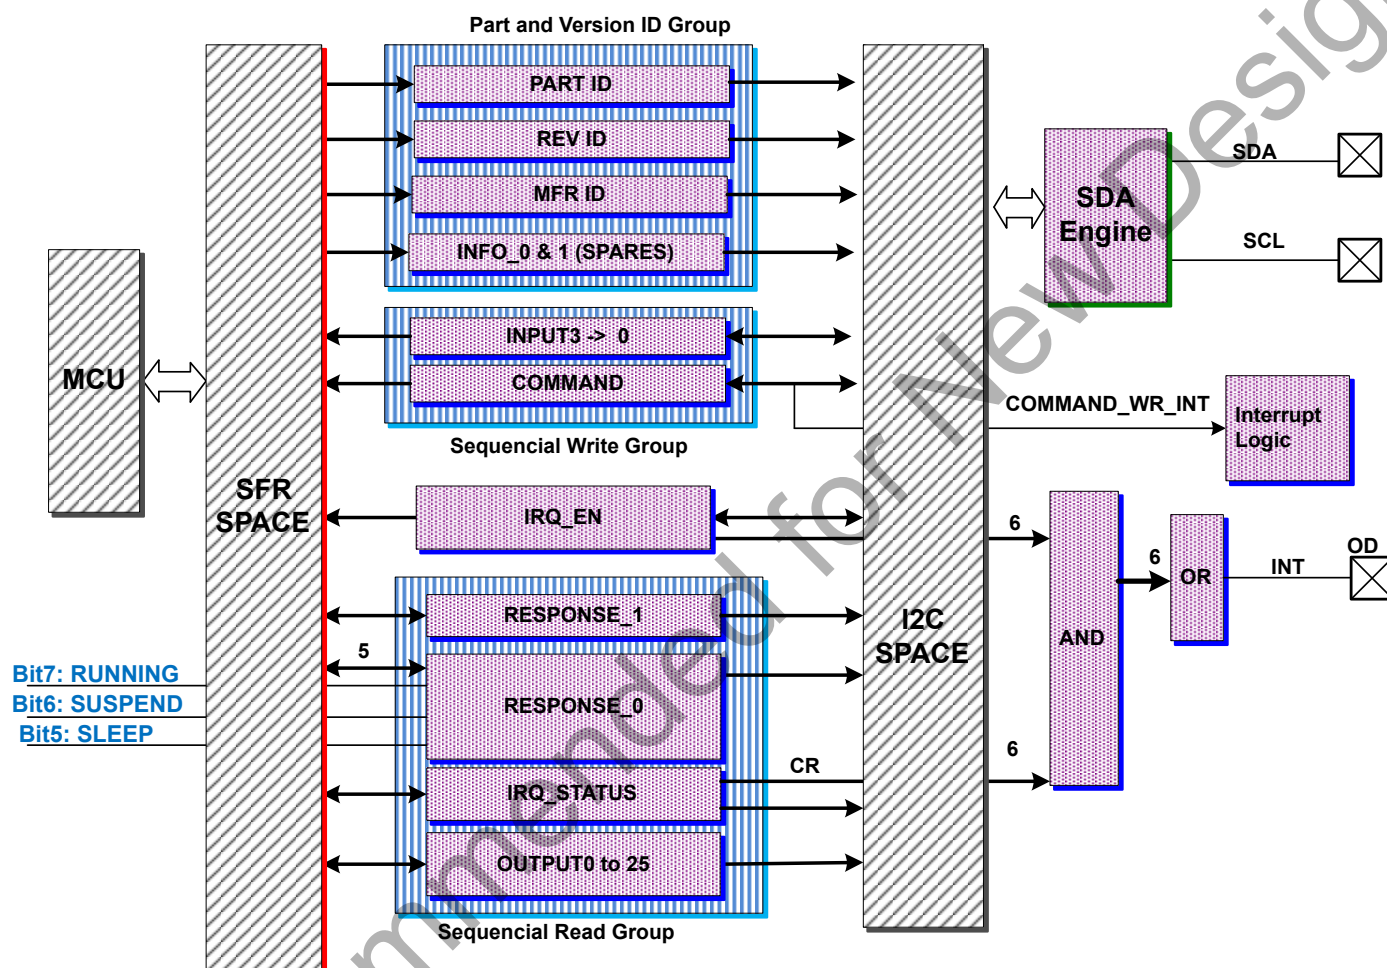 Part and Version ID Group
PART ID
REV ID
MFR ID
INFO_0 & 1 (SPARES)
INPUT3 -> 0
COMMAND
Sequencial Write Group
MCU
SFR
SPACE
IRQ_EN
RESPONSE_1
5
RESPONSE_0
Bit7: RUNNING
Bit6: SUSPEND
Bit5: SLEEP
CR
IRQ_STATUS
OUTPUT0 to 25
Sequencial Read Group
I2C
SPACE
SDA
Engine
SDA
SCL
COMMAND_WR_INT
Interrupt
Logic
6
6
AND
6
OR
INT
OD
mmended for New Desig